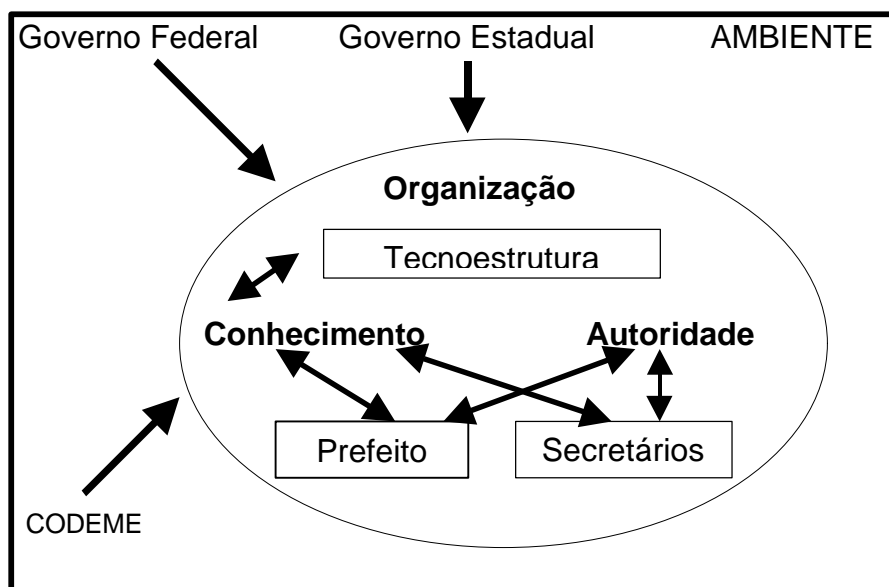 Governo Federal Governo Estadual AMBIENTE
Organização
Tecnoestrutura
Conhecimento Autoridade
Prefeito Secretários
CODEME